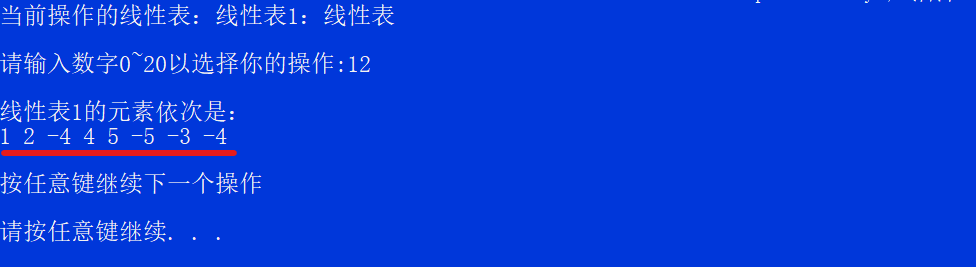 当前操作的线性表：线性表1：线性表
请输入数字0~20以选择你的操作:12
线性表1的元素依次是：
1 2 -4 4 5 -5 -3 -4
按任意键继续下一个操作
请按任意键继续. . .